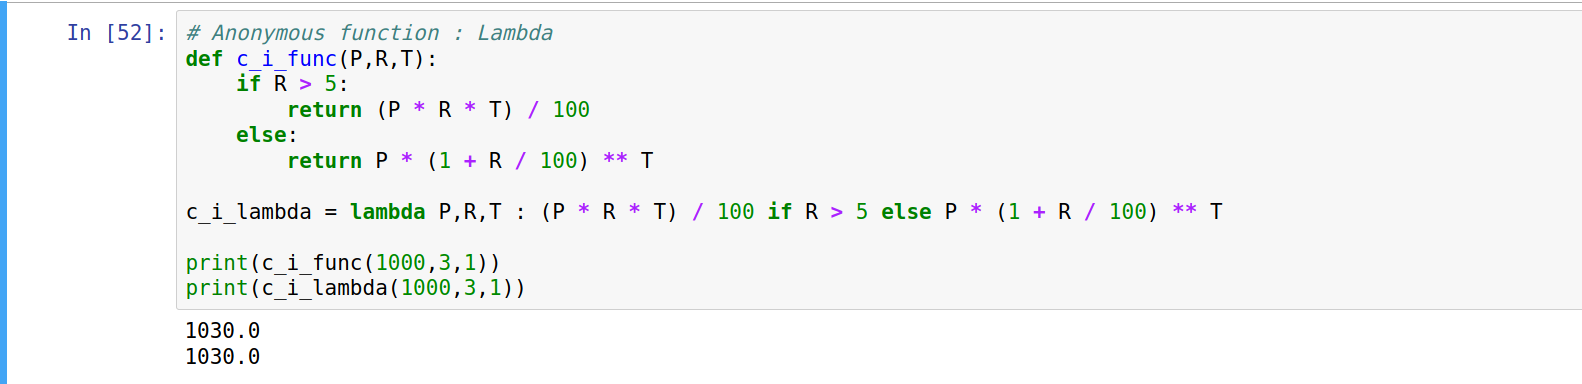 In [52]: # Anonymous function : Lambda
def c_i_func(P,R,T):
    if R > 5:
        return (P * R * T) / 100
    else:
        return P * (1 + R / 100) ** T
c_i_lambda = lambda P,R,T : (P * R * T) / 100 if R > 5 else P * (1 + R / 100) ** T
print(c_i_func(1000,3,1))
print(c_i_lambda(1000,3,1))
1030.0
1030.0